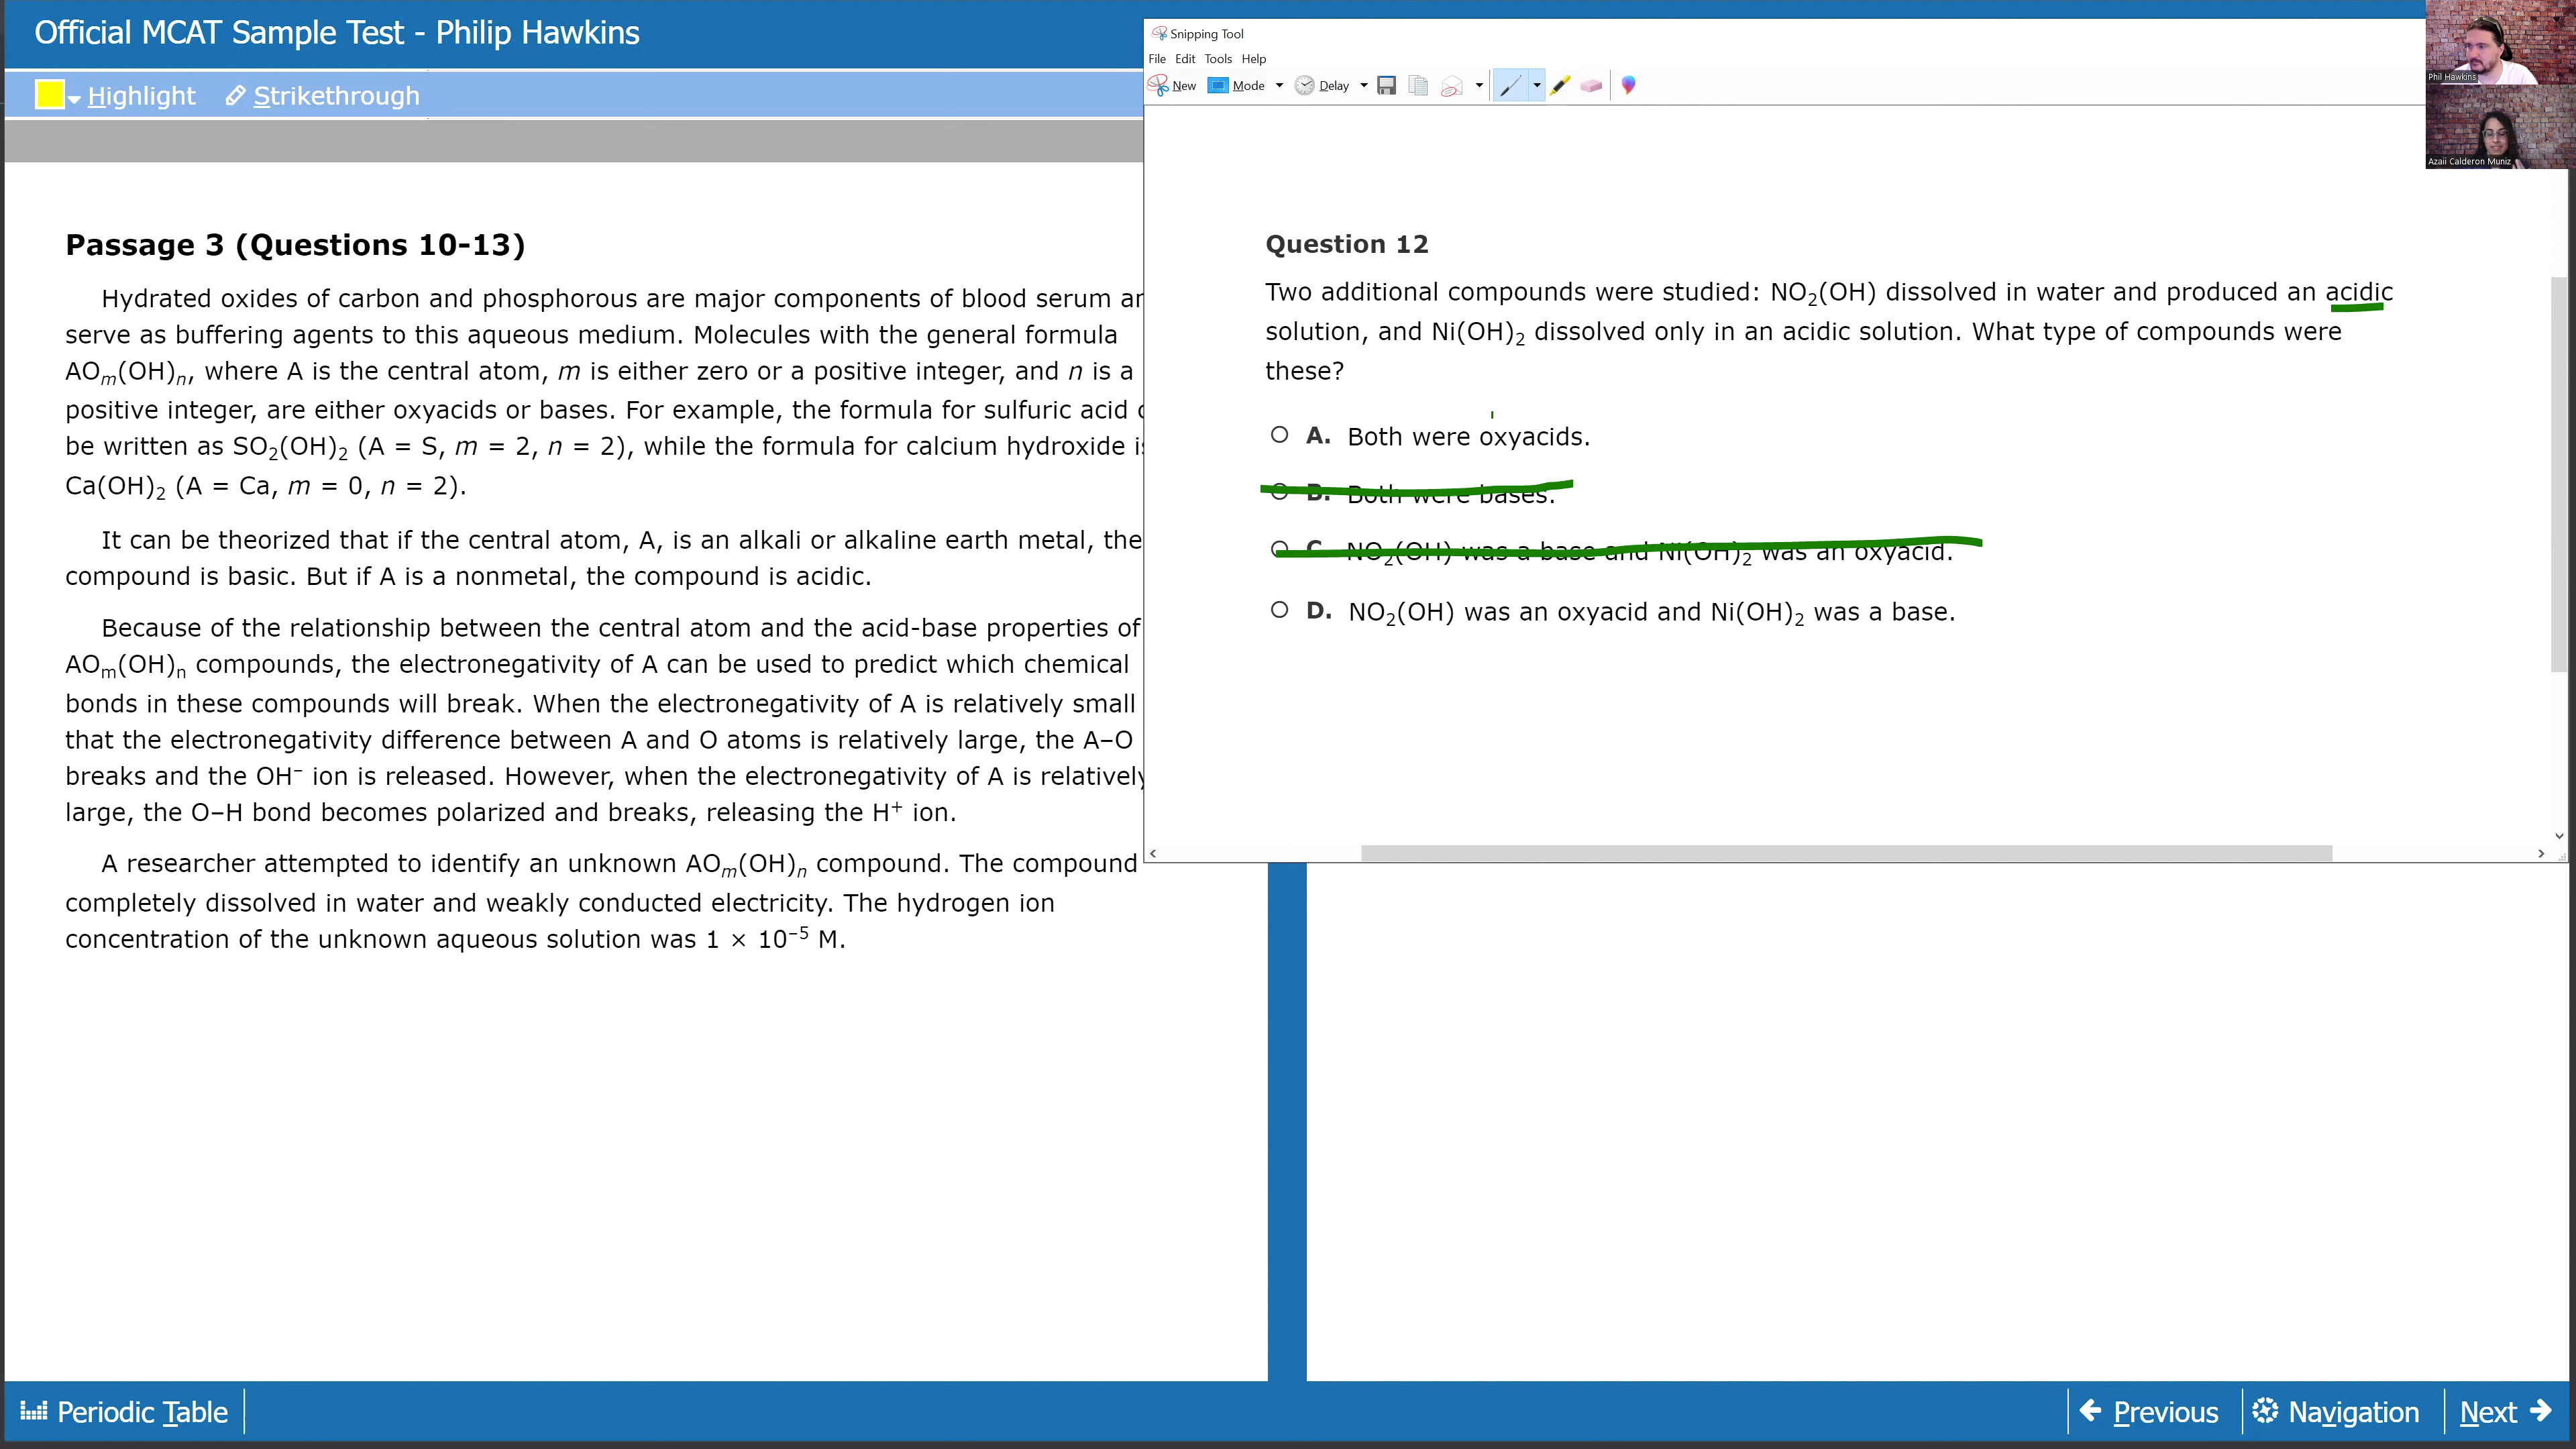 Official MCAT Sample Test - Philip Hawkins
Highlight Strikethrough
Passage 3 (Questions 10-13)
Hydrated oxides of carbon and phosphorous are major components of blood serum
serve as buffering agents to this aqueous medium. Molecules with the general formula
AOm(OH)n, where A is the central atom, m is either zero or a positive integer, and n is a
positive integer, are either oxyacids or bases. For example, the formula for sulfuric acid
be written as SO₂(OH)₂ (A = S, m = 2, n = 2), while the formula for calcium hydroxide
Ca(OH)₂ (A = Ca, m = 0, n = 2).
It can be theorized that if the central atom, A, is an alkali or alkaline earth metal, the
compound is basic. But if A is a nonmetal, the compound is acidic.
Because of the relationship between the central atom and the acid-base properties of
AOm(OH)n compounds, the electronegativity of A can be used to predict which chemical
bonds in these compounds will break. When the electronegativity of A is relatively small
that the electronegativity difference between A and O atoms is relatively large, the A–O
breaks and the OH⁻ ion is released. However, when the electronegativity of A is relatively
large, the O–H bond becomes polarized and breaks, releasing the H⁺ ion.
A researcher attempted to identify an unknown AOm(OH)n compound. The compound
completely dissolved in water and weakly conducted electricity. The hydrogen ion
concentration of the unknown aqueous solution was 1 × 10⁻⁵ M.
Snipping Tool
File Edit Tools Help
New Mode Delay
Question 12
Two additional compounds were studied: NO₂(OH) dissolved in water and produced an acidic
solution, and Ni(OH)₂ dissolved only in an acidic solution. What type of compounds were
these?
A. Both were oxyacids.
B. Both were bases.
C. NO₂(OH) was a base and Ni(OH)₂ was an oxyacid.
D. NO₂(OH) was an oxyacid and Ni(OH)₂ was a base.
Phil Hawkins
Azaii Calderon Muniz
Periodic Table
Previous Navigation Next